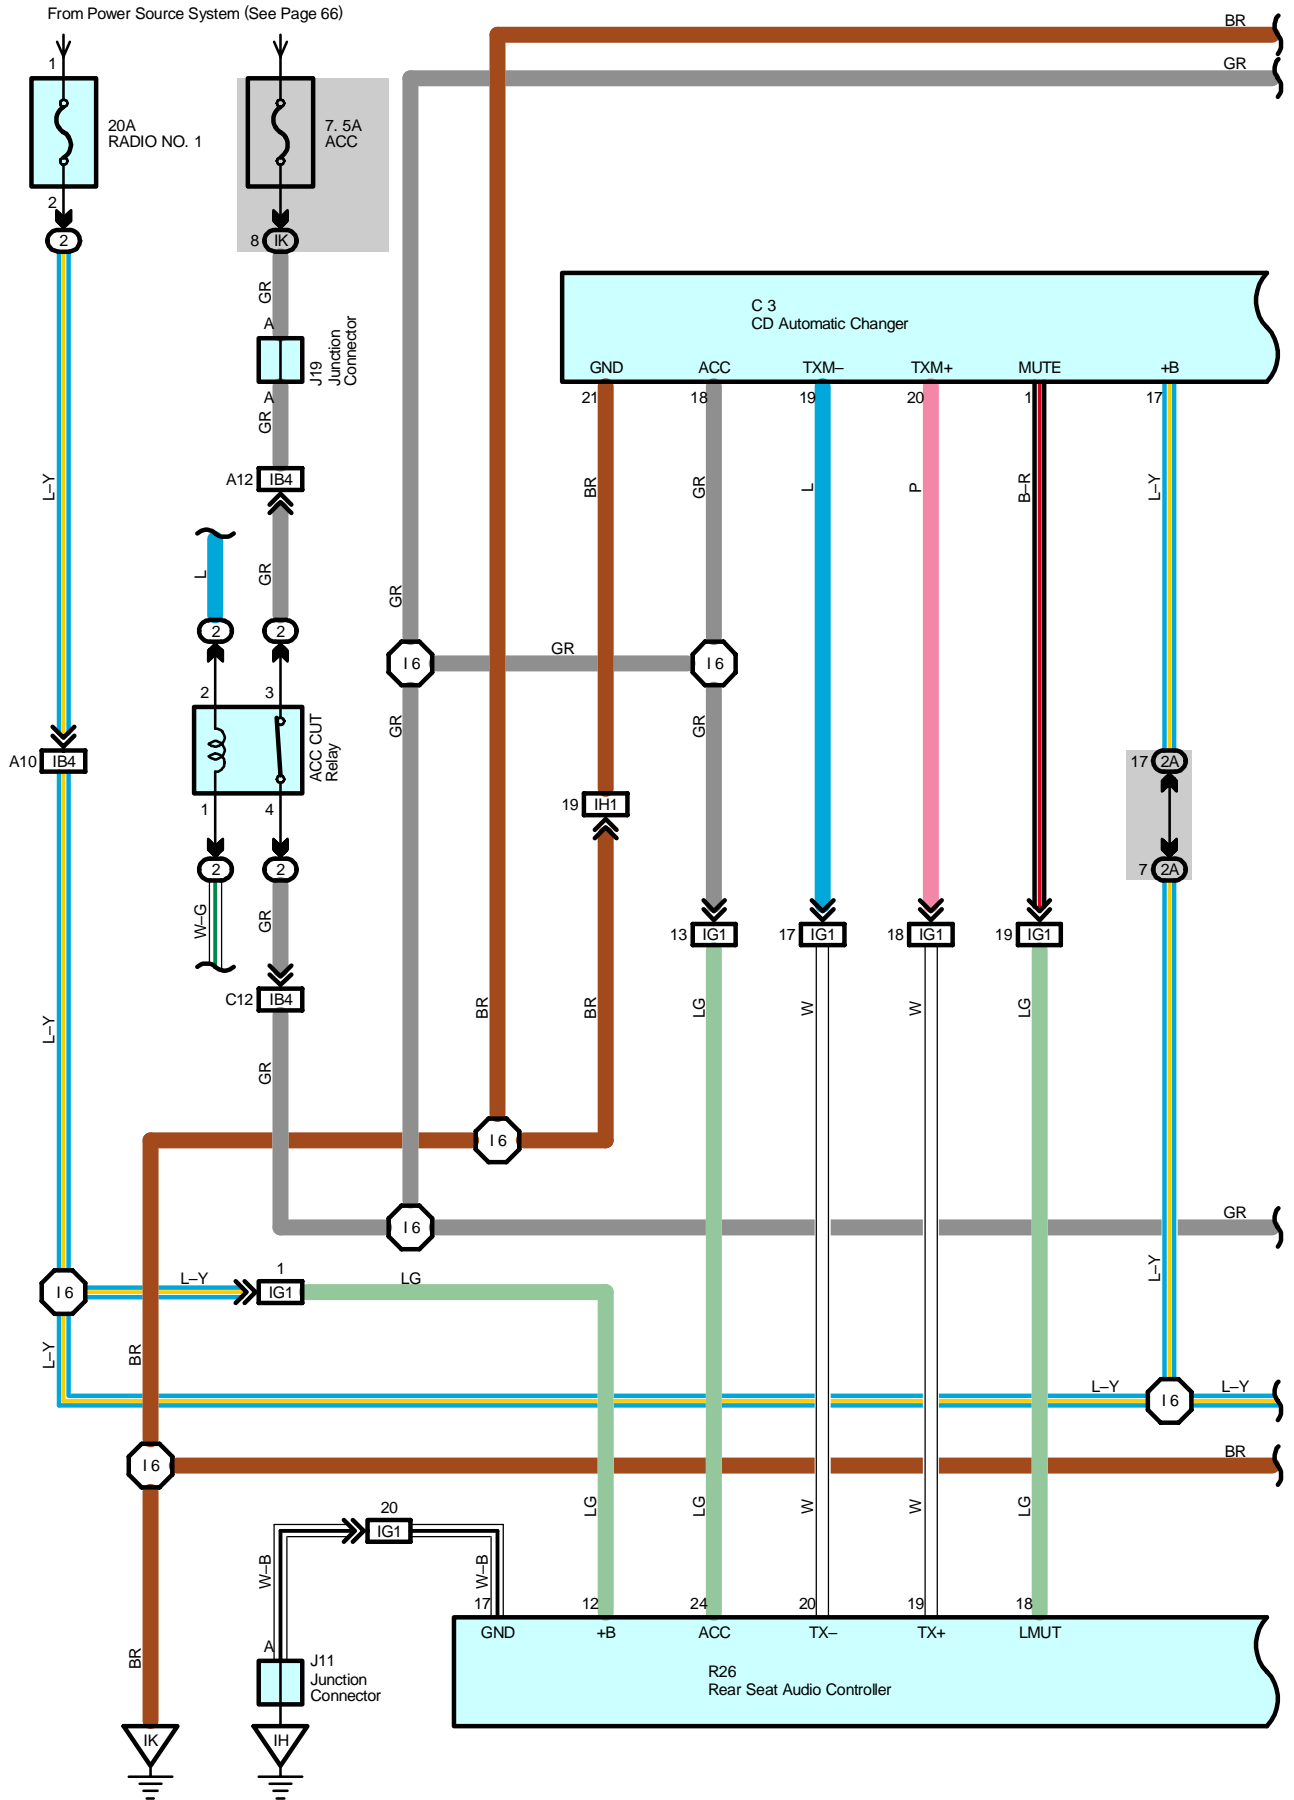 From Power Source System (See Page 66)
BR
GR
1
20A
RADIO NO. 1
2
2
7. 5A
ACC
8
IK
GR
A
J19
Junction
Connector
A
GR
C 3
CD Automatic Changer
GND
ACC
TXM–
TXM+
MUTE
+B
21
18
19
20
1
17
L–Y
A12
IB4
BR
GR
L
P
B–R
L–Y
L
GR
GR
2
2
I 6
GR
I 6
2
3
GR
GR
ACC CUT
Relay
A10
IB4
17
2A
1
4
19
IH1
2
2
7
2A
W–G
GR
13
IG1
17
IG1
18
IG1
19
IG1
C12
IB4
L–Y
GR
BR
BR
LG
W
W
LG
I 6
I 6
GR
L–Y
I 6
L–Y
1
IG1
LG
L–Y
BR
L–Y
I 6
L–Y
I 6
BR
20
IG1
LG
LG
W
W
LG
W–B
W–B
17
12
24
20
19
18
GND
+B
ACC
TX–
TX+
LMUT
BR
A
J11
Junction
Connector
R26
Rear Seat Audio Controller
IK
IH